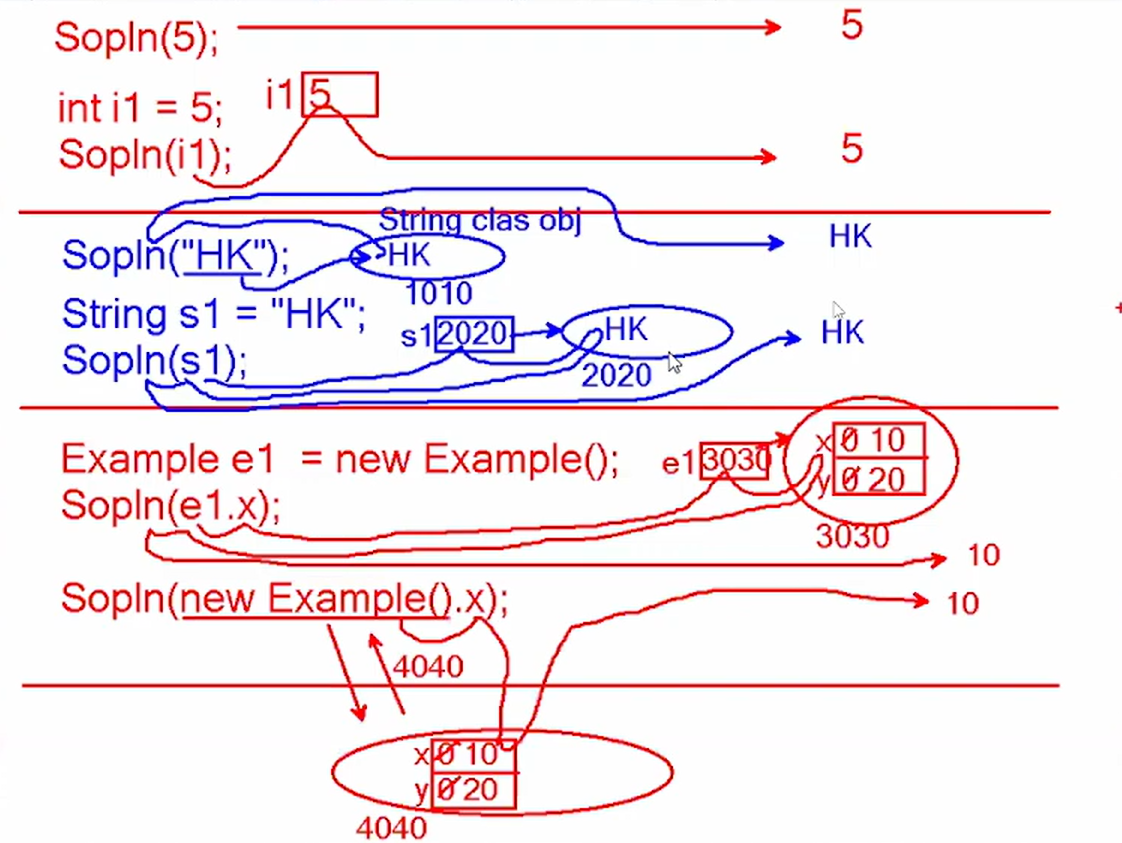 Sopln(5); 5
int i1 = 5; i1 5
Sopln(i1); 5
String clas obj
Sopln("HK"); HK HK
1010
String s1 = "HK"; s1 2020 HK HK
Sopln(s1); 2020
Example e1 = new Example(); e1 3030 x 0 10
y 0 20
Sopln(e1.x); 3030
10
Sopln(new Example().x); 10
4040
x 0 10
y 0 20
4040